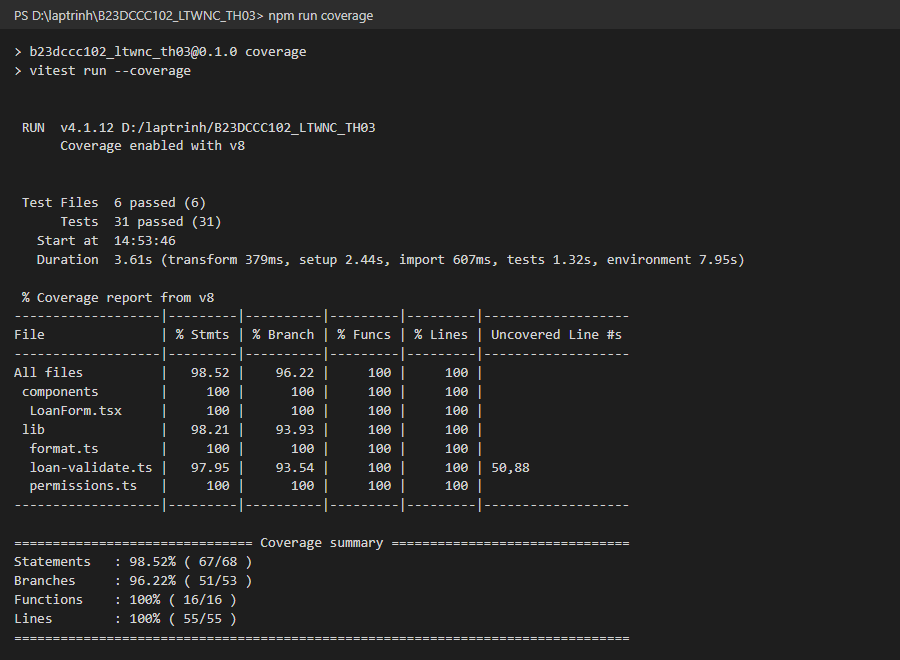 PS D:\laptrinh\B23DCCC102_LTWNC_TH03> npm run coverage
> b23dccc102_ltwnc_th03@0.1.0 coverage
> vitest run --coverage
RUN  v4.1.12 D:/laptrinh/B23DCCC102_LTWNC_TH03
Coverage enabled with v8
Test Files  6 passed (6)
Tests  31 passed (31)
Start at  14:53:46
Duration  3.61s (transform 379ms, setup 2.44s, import 607ms, tests 1.32s, environment 7.95s)
% Coverage report from v8
-------------------|---------|----------|---------|---------|-------------------
File               | % Stmts | % Branch | % Funcs | % Lines | Uncovered Line #s
-------------------|---------|----------|---------|---------|-------------------
All files          |   98.52 |    96.22 |     100 |     100 |
 components        |     100 |      100 |     100 |     100 |
  LoanForm.tsx     |     100 |      100 |     100 |     100 |
 lib               |   98.21 |    93.93 |     100 |     100 |
  format.ts        |     100 |      100 |     100 |     100 |
  loan-validate.ts |   97.95 |    93.54 |     100 |     100 | 50,88
  permissions.ts   |     100 |      100 |     100 |     100 |
-------------------|---------|----------|---------|---------|-------------------
=============================== Coverage summary ===============================
Statements   : 98.52% ( 67/68 )
Branches     : 96.22% ( 51/53 )
Functions    : 100% ( 16/16 )
Lines        : 100% ( 55/55 )
================================================================================